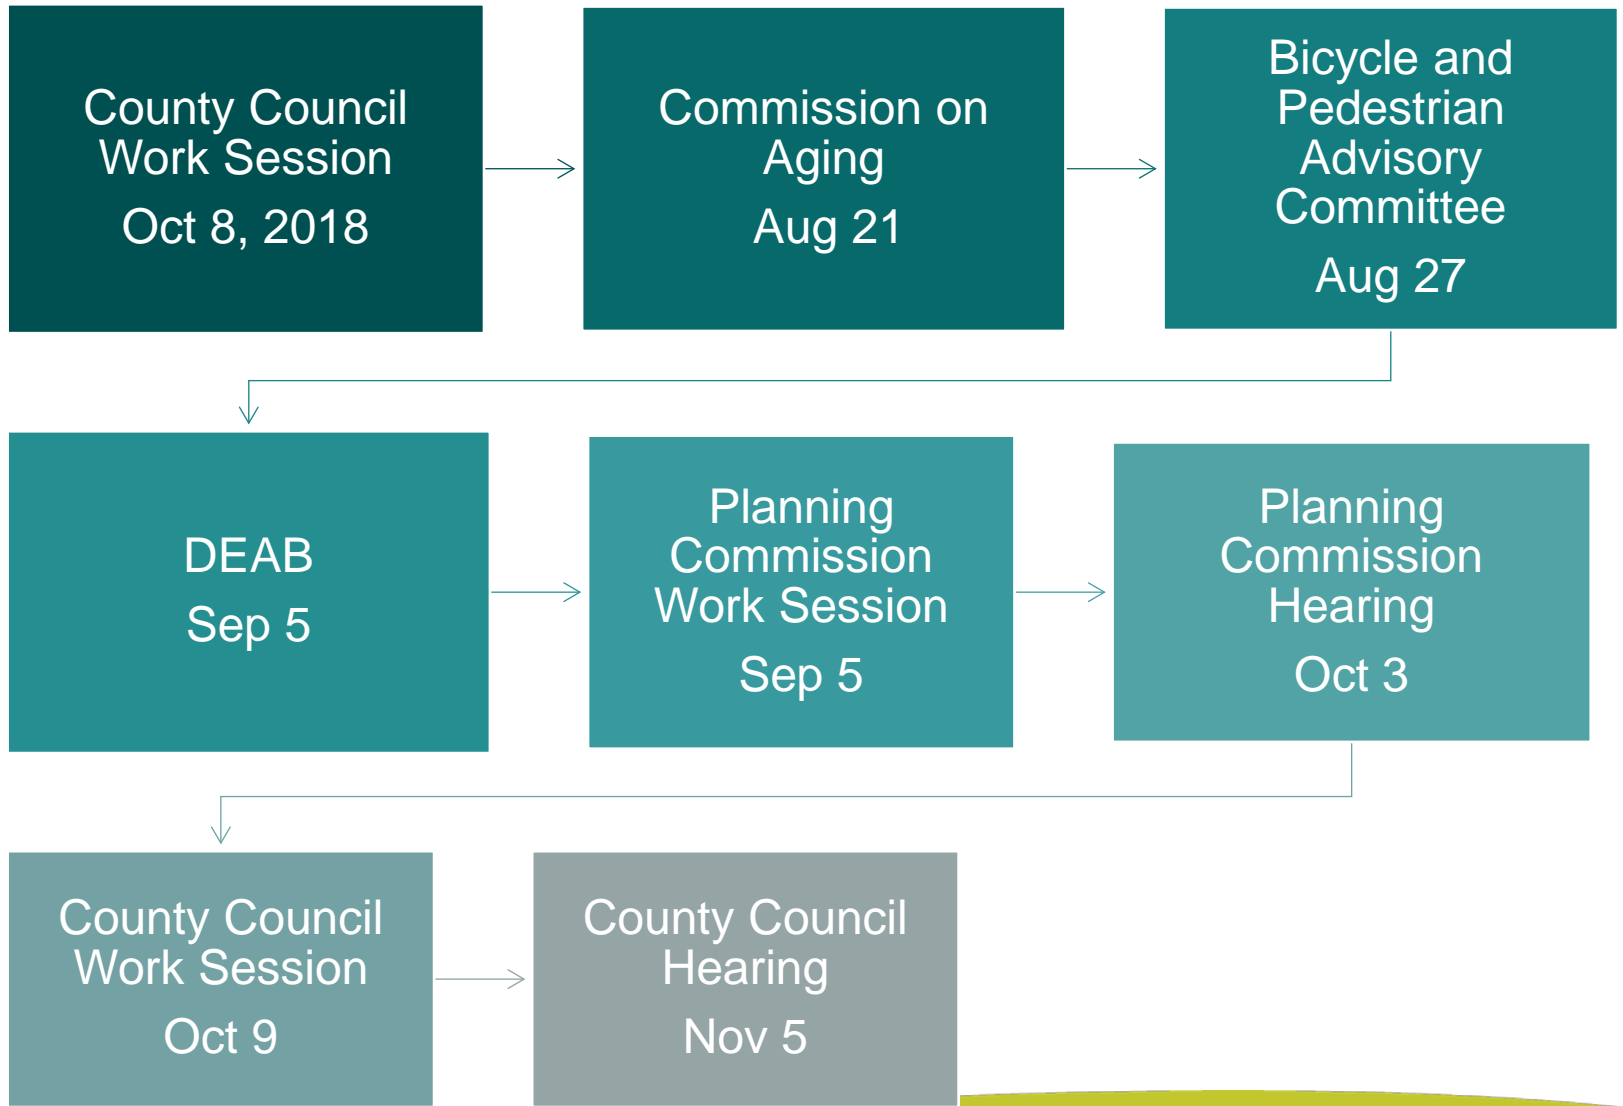 County Council
Work Session
Oct 8, 2018
Commission on
Aging
Aug 21
Bicycle and
Pedestrian
Advisory
Committee
Aug 27
DEAB
Sep 5
Planning
Commission
Work Session
Sep 5
Planning
Commission
Hearing
Oct 3
County Council
Work Session
Oct 9
County Council
Hearing
Nov 5